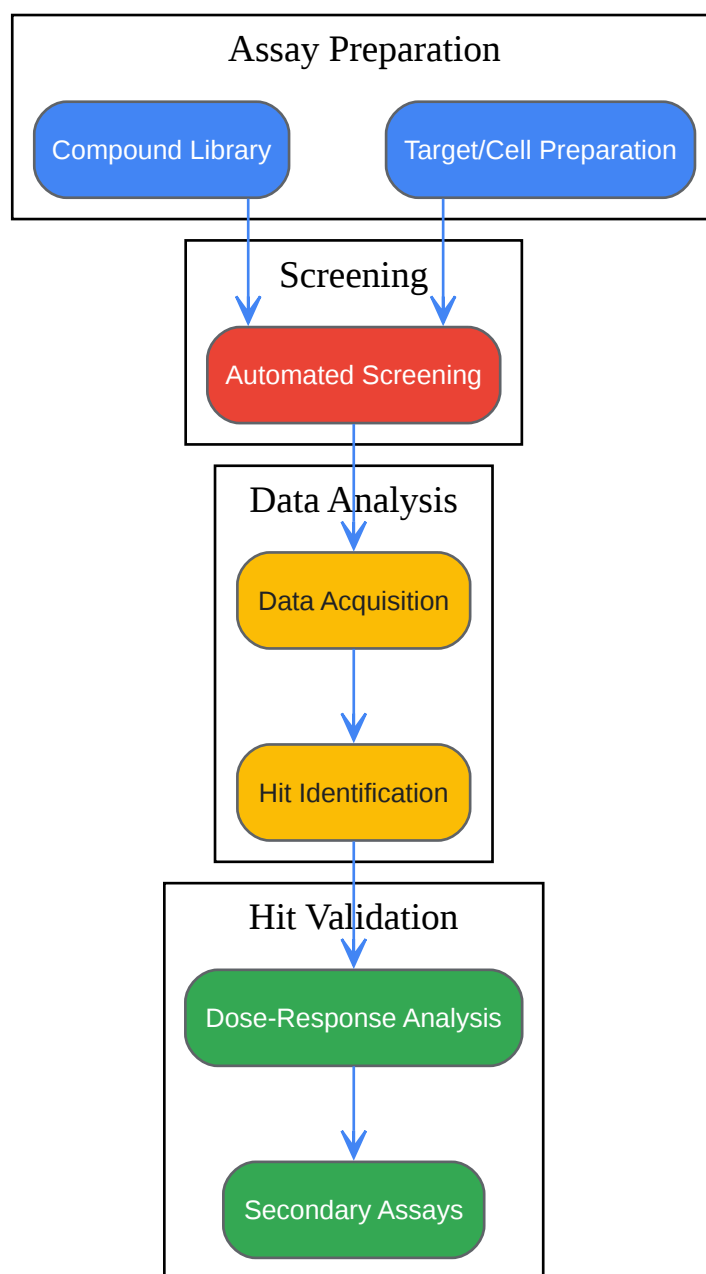 Assay Preparation
Compound Library
Target/Cell Preparation
Screening
Automated Screening
Data Analysis
Data Acquisition
Hit Identification
Hit Validation
Dose-Response Analysis
Secondary Assays